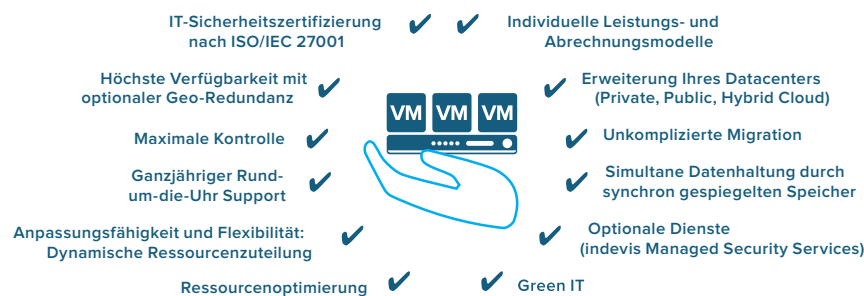 IT-Sicherheitszertifizierung
nach ISO/IEC 27001
Höchste Verfügbarkeit mit
optionaler Geo-Redundanz
Maximale Kontrolle
Ganzjähriger Rund-
um-die-Uhr Support
Anpassungsfähigkeit und Flexibilität:
Dynamische Ressourcenzuteilung
Ressourcenoptimierung
VM VM VM
Individuelle Leistungs- und
Abrechnungsmodelle
Erweiterung Ihres Datacenters
(Private, Public, Hybrid Cloud)
Unkomplizierte Migration
Simultane Datenhaltung durch
synchron gespiegelten Speicher
Optionale Dienste
(indevis Managed Security Services)
Green IT